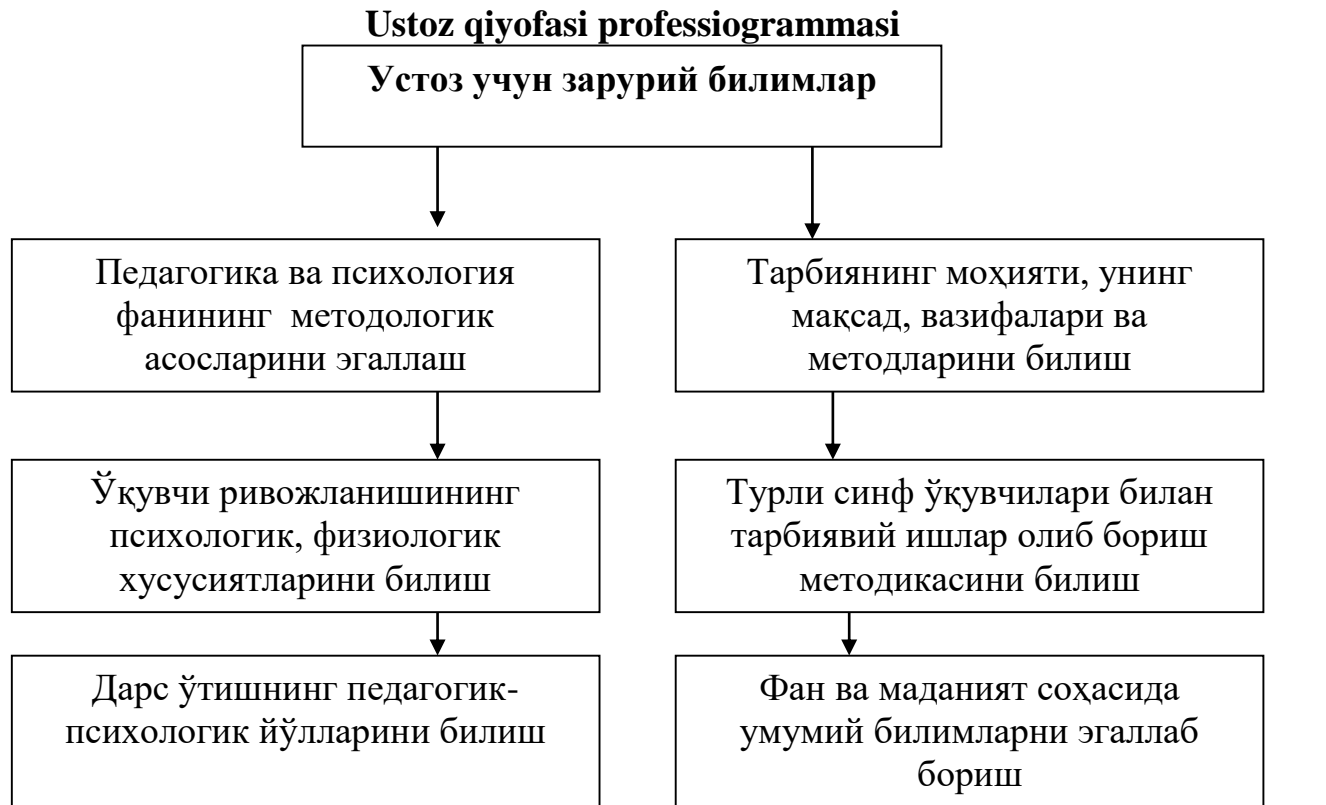 Ustoz qiyofasi professiogrammasi
Устоз учун зарурий билимлар
Педагогика ва психология
фанининг методологик
асосларини эгаллаш
Тарбиянинг моҳияти, унинг
мақсад, вазифалари ва
методларини билиш
Ўқувчи ривожланишининг
психологик, физиологик
хусусиятларини билиш
Турли синф ўқувчилари билан
тарбиявий ишлар олиб бориш
методикасини билиш
Дарс ўтишнинг педагогик-
психологик йўлларини билиш
Фан ва маданият соҳасида
умумий билимларни эгаллаб
бориш